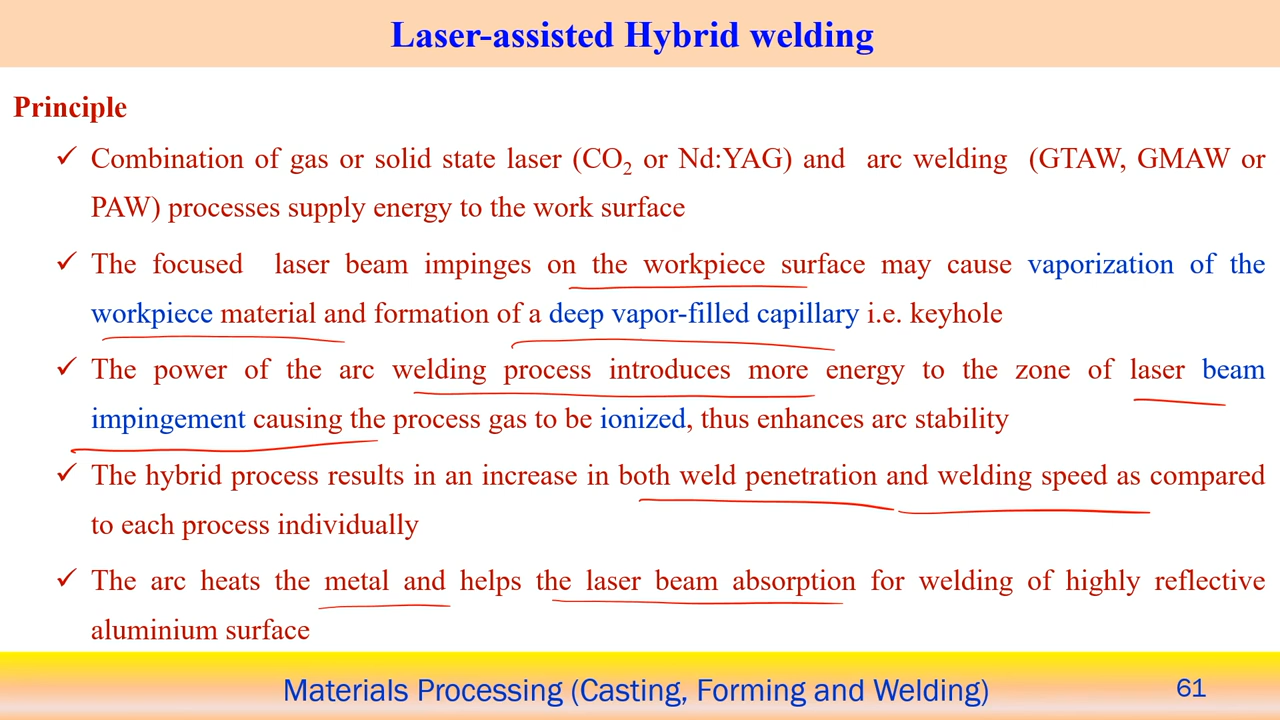 Laser-assisted Hybrid welding
Principle
✓ Combination of gas or solid state laser (CO₂ or Nd:YAG) and arc welding (GTAW, GMAW or
PAW) processes supply energy to the work surface
✓ The focused laser beam impinges on the workpiece surface may cause vaporization of the
workpiece material and formation of a deep vapor-filled capillary i.e. keyhole
✓ The power of the arc welding process introduces more energy to the zone of laser beam
impingement causing the process gas to be ionized, thus enhances arc stability
✓ The hybrid process results in an increase in both weld penetration and welding speed as compared
to each process individually
✓ The arc heats the metal and helps the laser beam absorption for welding of highly reflective
aluminium surface
Materials Processing (Casting, Forming and Welding) 61